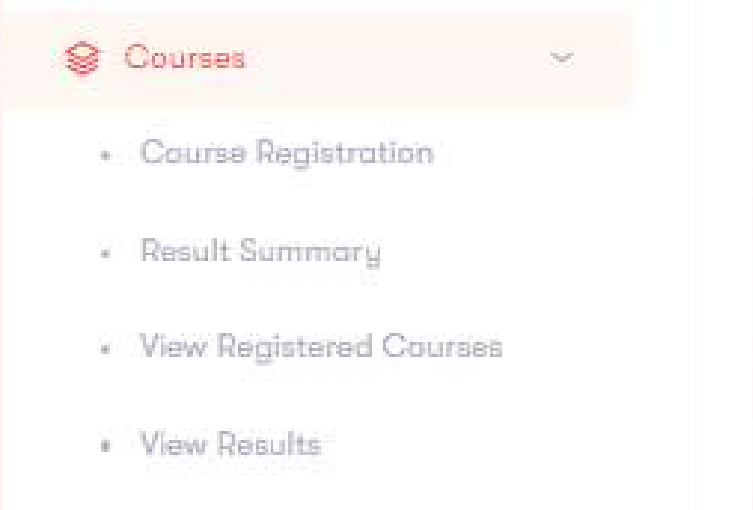 Courses
Course Registration
Result Summary
View Registered Courses
View Results